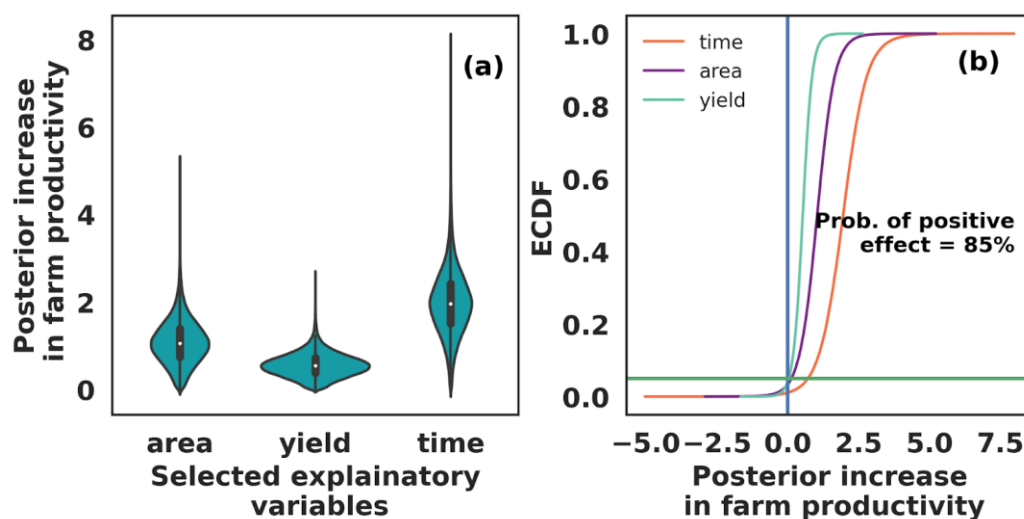 Posterior increase
in farm productivity
8
6
4
2
0
(a)
area yield time
Selected explainatory
variables
ECDF
1.0
0.8
0.6
0.4
0.2
0.0
time
area
yield
(b)
Prob. of positive
effect = 85%
−5.0 −2.5 0.0 2.5 5.0 7.5
Posterior increase
in farm productivity